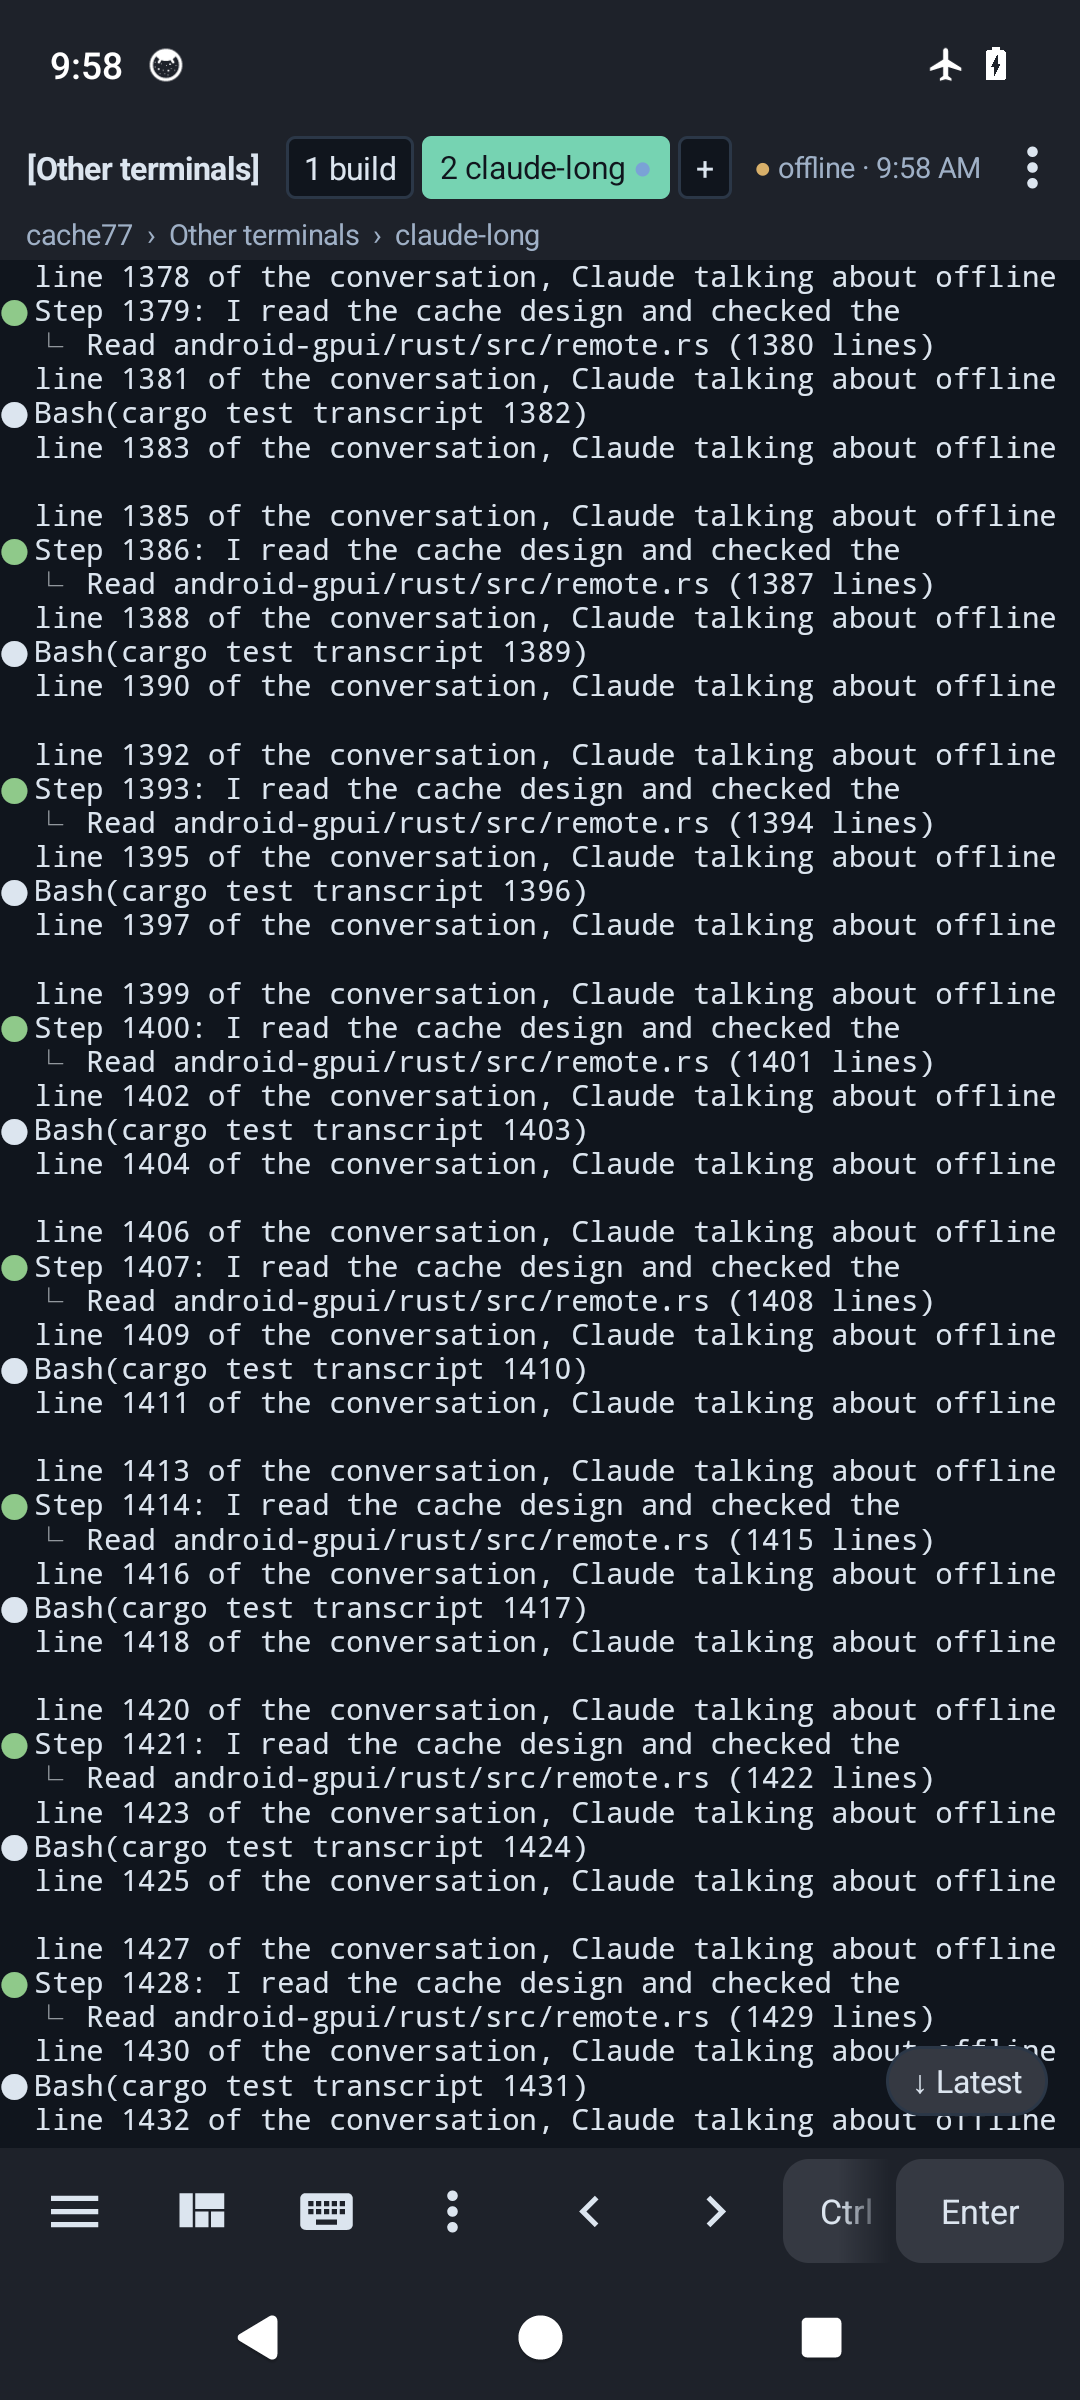 9:58
[Other terminals] 1 build 2 claude-long + offline · 9:58 AM
cache77 › Other terminals › claude-long
line 1378 of the conversation, Claude talking about offline
Step 1379: I read the cache design and checked the
└ Read android-gpui/rust/src/remote.rs (1380 lines)
line 1381 of the conversation, Claude talking about offline
Bash(cargo test transcript 1382)
line 1383 of the conversation, Claude talking about offline
line 1385 of the conversation, Claude talking about offline
Step 1386: I read the cache design and checked the
└ Read android-gpui/rust/src/remote.rs (1387 lines)
line 1388 of the conversation, Claude talking about offline
Bash(cargo test transcript 1389)
line 1390 of the conversation, Claude talking about offline
line 1392 of the conversation, Claude talking about offline
Step 1393: I read the cache design and checked the
└ Read android-gpui/rust/src/remote.rs (1394 lines)
line 1395 of the conversation, Claude talking about offline
Bash(cargo test transcript 1396)
line 1397 of the conversation, Claude talking about offline
line 1399 of the conversation, Claude talking about offline
Step 1400: I read the cache design and checked the
└ Read android-gpui/rust/src/remote.rs (1401 lines)
line 1402 of the conversation, Claude talking about offline
Bash(cargo test transcript 1403)
line 1404 of the conversation, Claude talking about offline
line 1406 of the conversation, Claude talking about offline
Step 1407: I read the cache design and checked the
└ Read android-gpui/rust/src/remote.rs (1408 lines)
line 1409 of the conversation, Claude talking about offline
Bash(cargo test transcript 1410)
line 1411 of the conversation, Claude talking about offline
line 1413 of the conversation, Claude talking about offline
Step 1414: I read the cache design and checked the
└ Read android-gpui/rust/src/remote.rs (1415 lines)
line 1416 of the conversation, Claude talking about offline
Bash(cargo test transcript 1417)
line 1418 of the conversation, Claude talking about offline
line 1420 of the conversation, Claude talking about offline
Step 1421: I read the cache design and checked the
└ Read android-gpui/rust/src/remote.rs (1422 lines)
line 1423 of the conversation, Claude talking about offline
Bash(cargo test transcript 1424)
line 1425 of the conversation, Claude talking about offline
line 1427 of the conversation, Claude talking about offline
Step 1428: I read the cache design and checked the
└ Read android-gpui/rust/src/remote.rs (1429 lines)
line 1430 of the conversation, Claude talking about offline
Bash(cargo test transcript 1431)
↓ Latest
line 1432 of the conversation, Claude talking about offline
Ctrl Enter